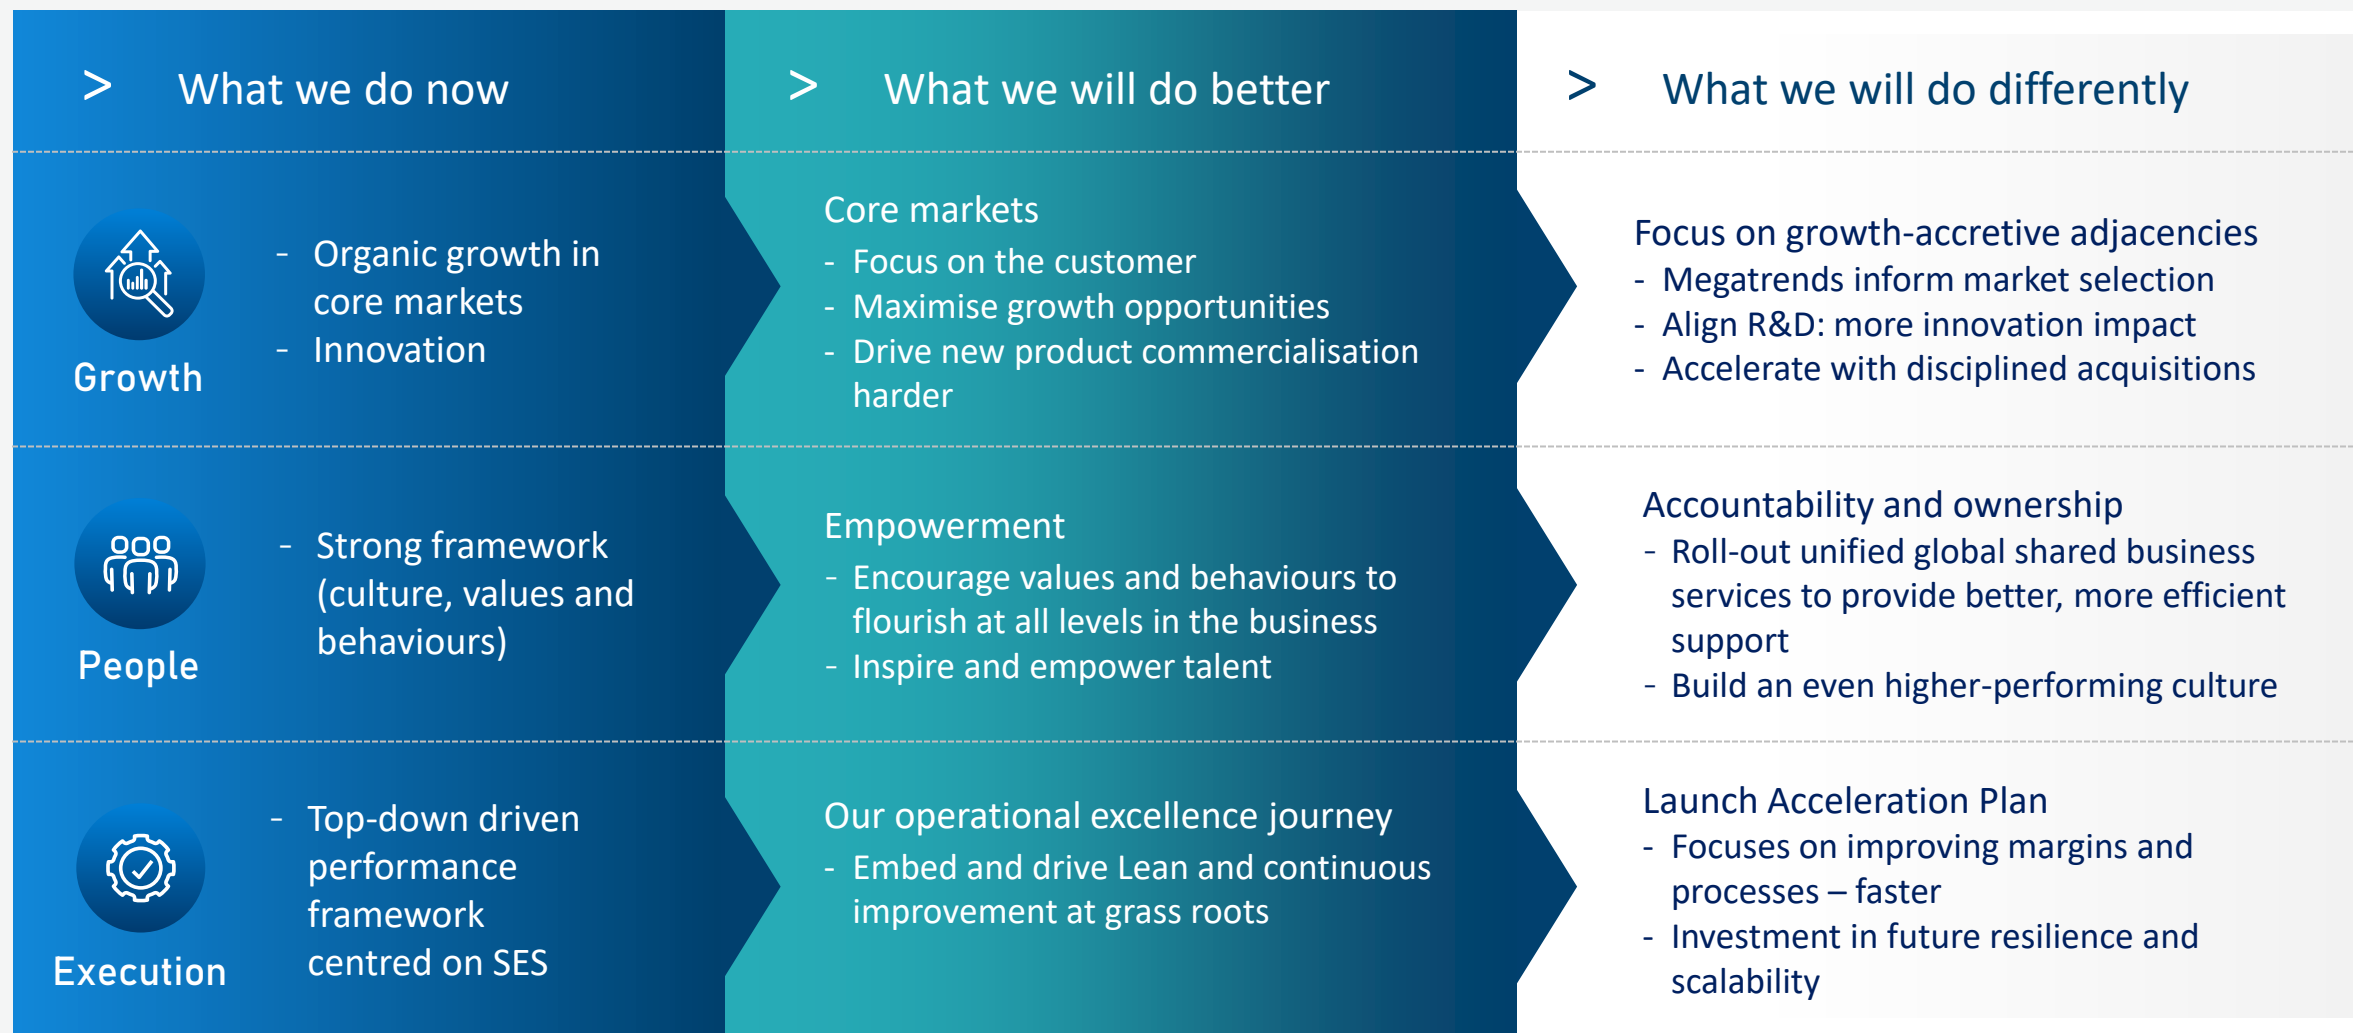 > What we do now
> What we will do better
> What we will do differently
Growth
- Organic growth in
core markets
- Innovation
Core markets
- Focus on the customer
- Maximise growth opportunities
- Drive new product commercialisation
harder
Focus on growth-accretive adjacencies
- Megatrends inform market selection
- Align R&D: more innovation impact
- Accelerate with disciplined acquisitions
People
- Strong framework
(culture, values and
behaviours)
Empowerment
- Encourage values and behaviours to
flourish at all levels in the business
- Inspire and empower talent
Accountability and ownership
- Roll-out unified global shared business
services to provide better, more efficient
support
- Build an even higher-performing culture
Execution
- Top-down driven
performance
framework
centred on SES
Our operational excellence journey
- Embed and drive Lean and continuous
improvement at grass roots
Launch Acceleration Plan
- Focuses on improving margins and
processes – faster
- Investment in future resilience and
scalability